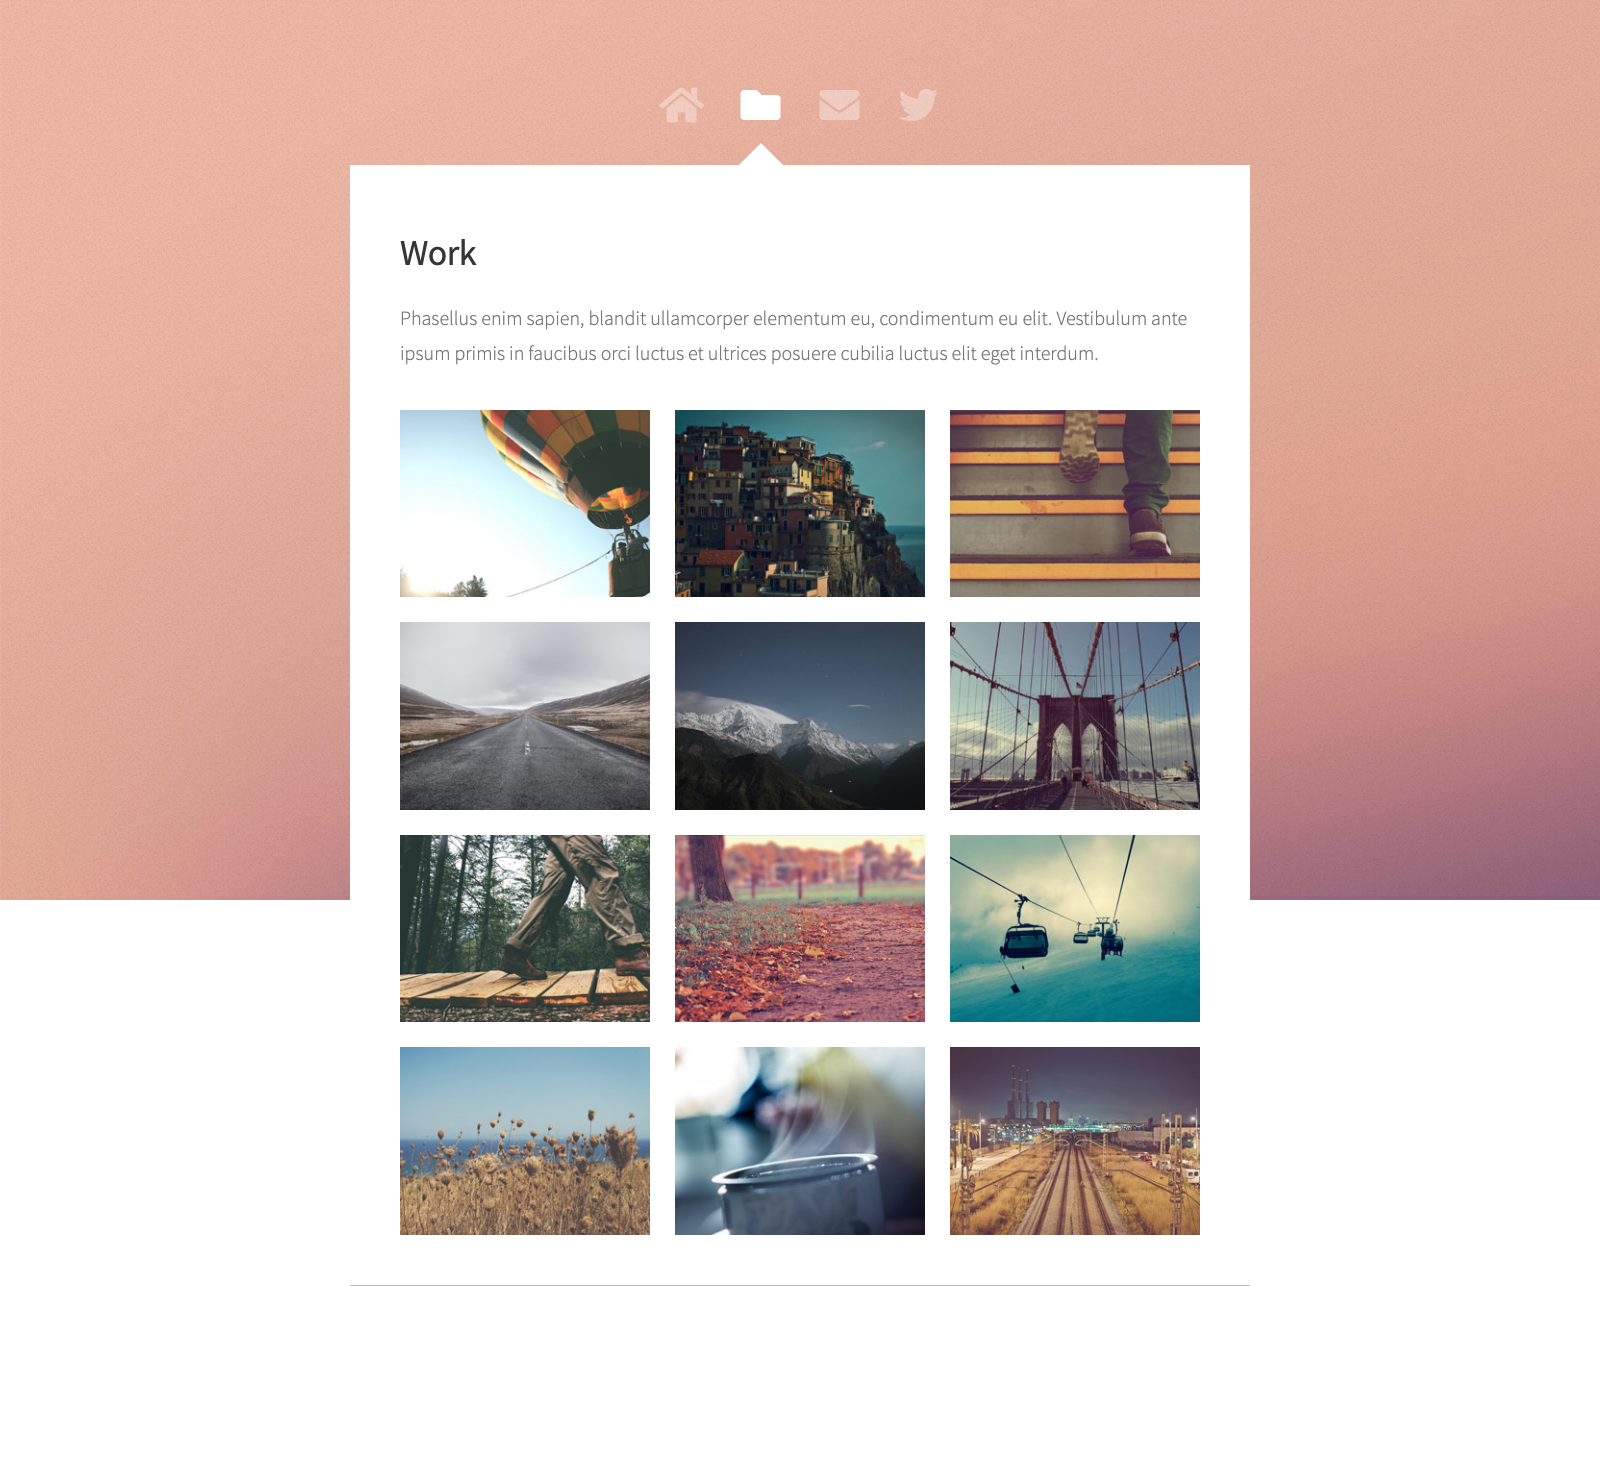 Work
Phasellus enim sapien, blandit ullamcorper elementum eu, condimentum eu elit. Vestibulum ante
ipsum primis in faucibus orci luctus et ultrices posuere cubilia luctus elit eget interdum.